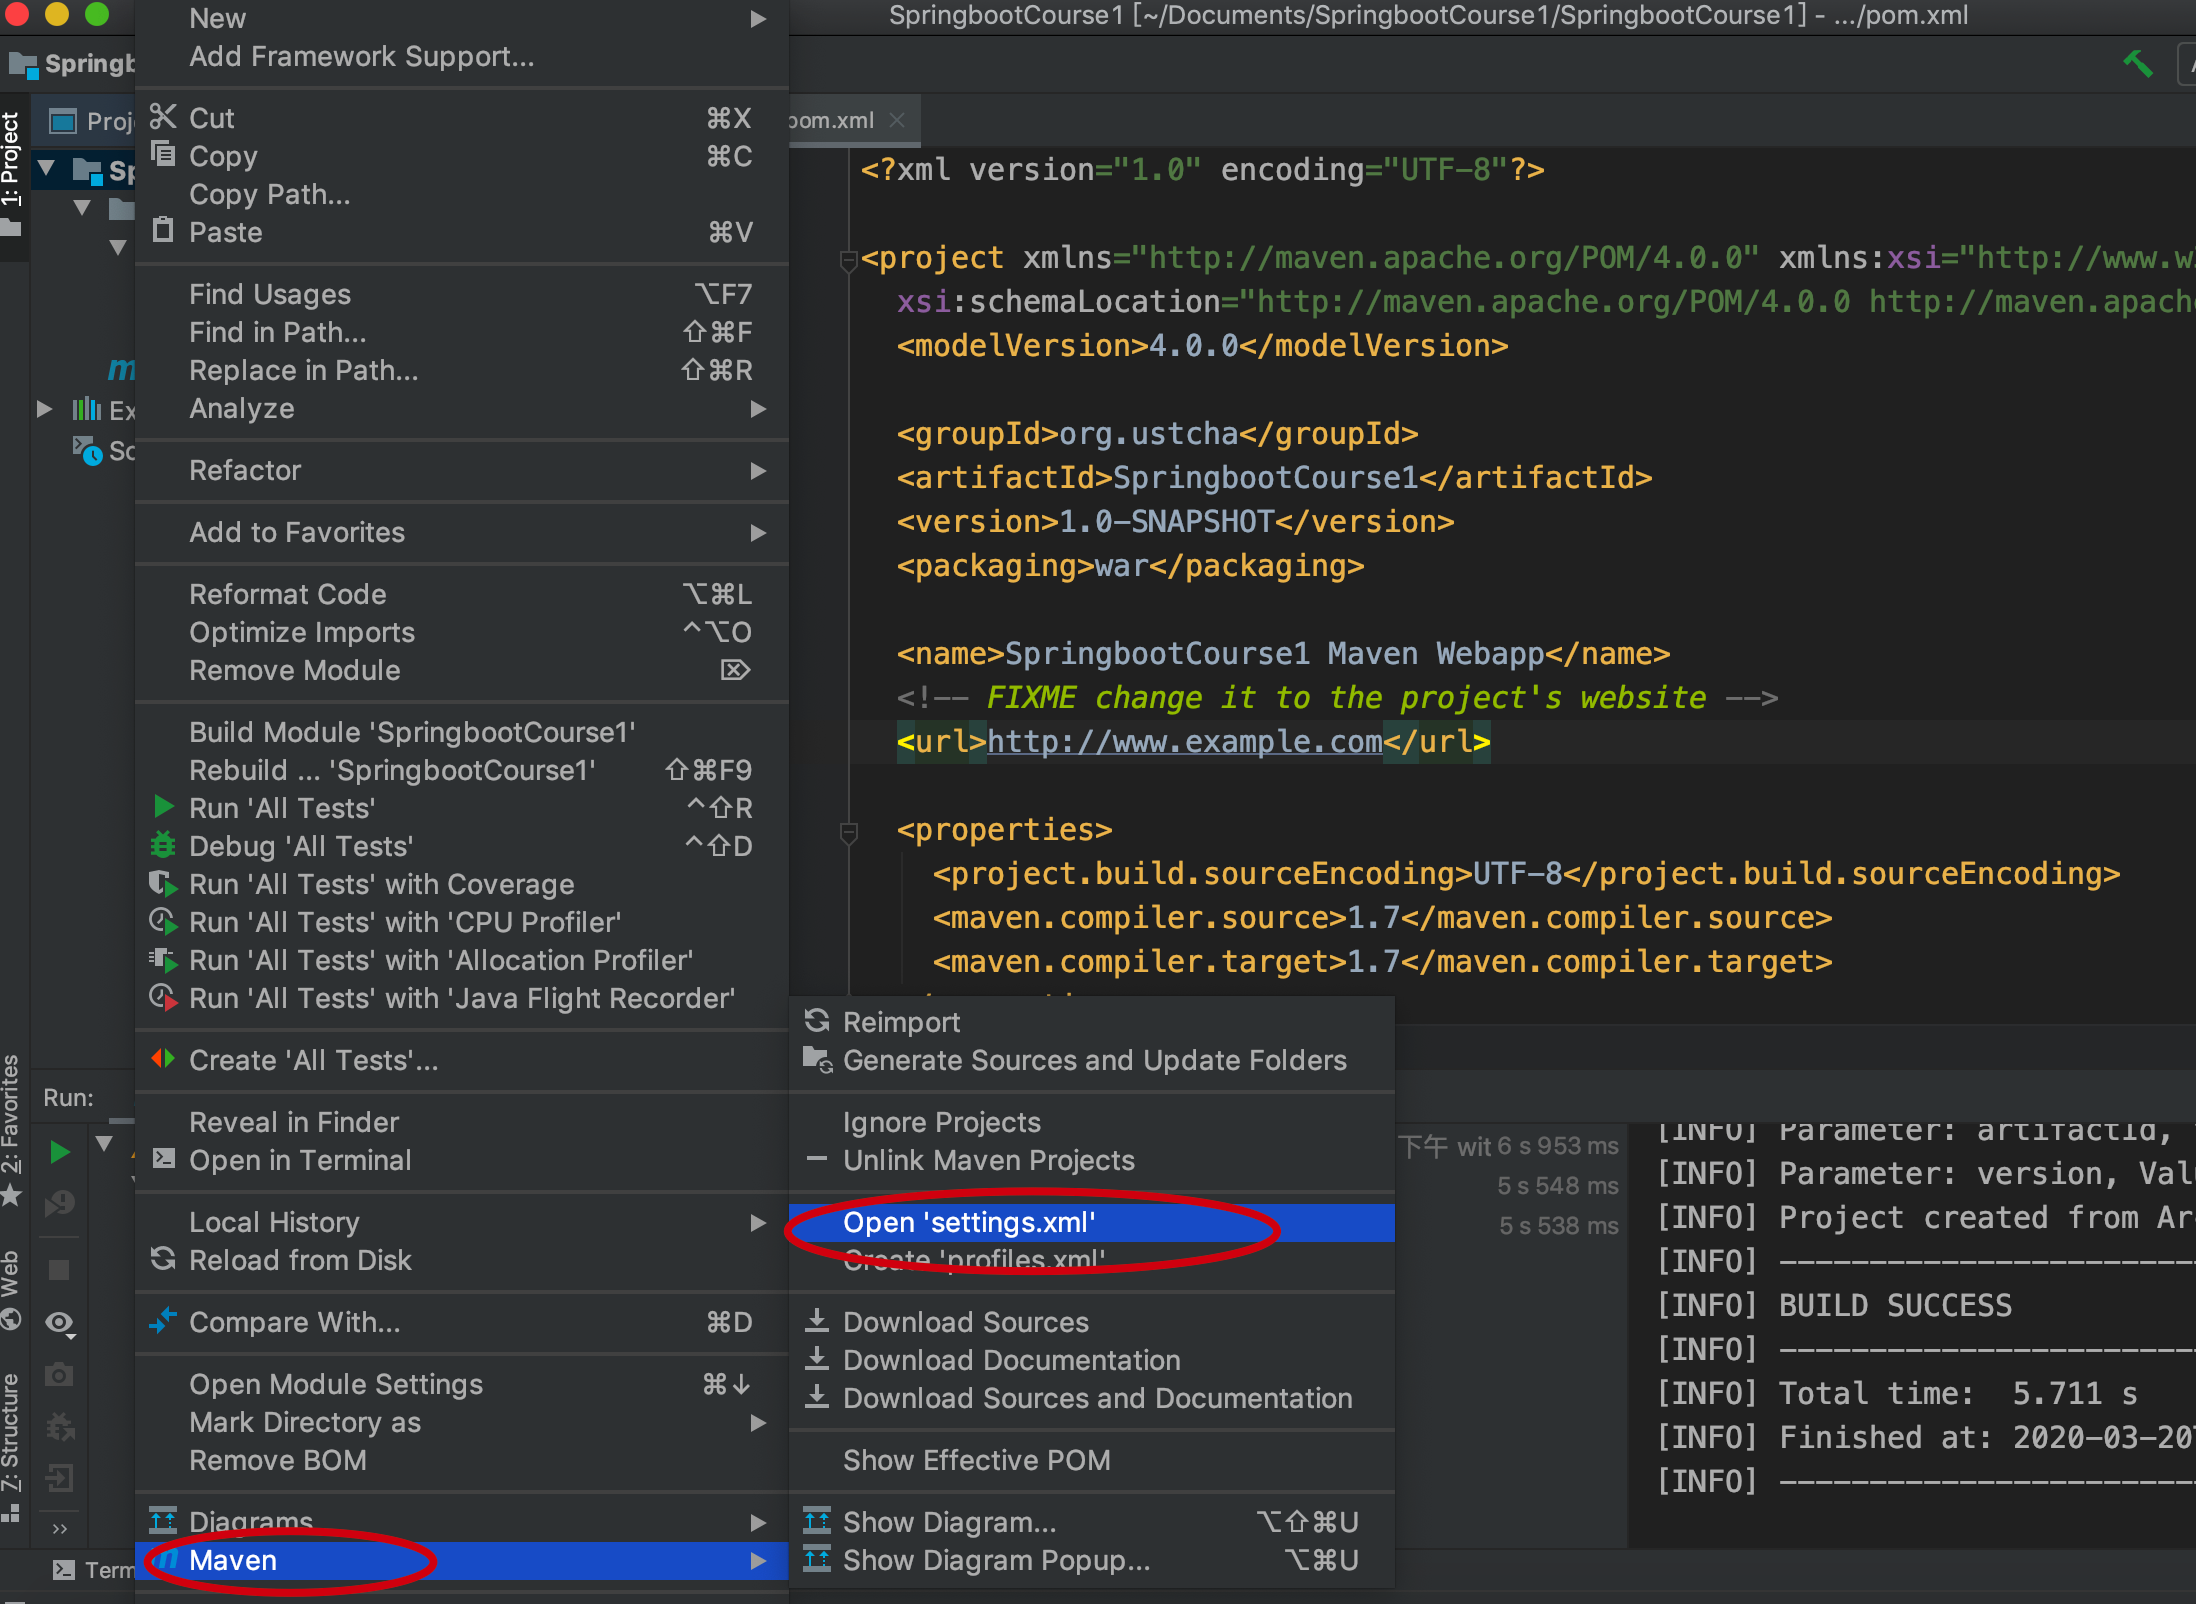 SpringbootCourse1 [~/Documents/SpringbootCourse1/SpringbootCourse1] - .../pom.xml
Springb
1: Project
Proj
Sp
m
Ex
Sc
New
Add Framework Support...
Cut ⌘X
Copy ⌘C
Copy Path...
Paste ⌘V
Find Usages ⌥F7
Find in Path... ⇧⌘F
Replace in Path... ⇧⌘R
Analyze
Refactor
Add to Favorites
Reformat Code ⌥⌘L
Optimize Imports ^⌥O
Remove Module ⌦
Build Module 'SpringbootCourse1'
Rebuild ... 'SpringbootCourse1' ⇧⌘F9
Run 'All Tests' ^⇧R
Debug 'All Tests' ^⇧D
Run 'All Tests' with Coverage
Run 'All Tests' with 'CPU Profiler'
Run 'All Tests' with 'Allocation Profiler'
Run 'All Tests' with 'Java Flight Recorder'
Create 'All Tests'...
Reveal in Finder
Open in Terminal
Local History
Reload from Disk
Compare With... ⌘D
Open Module Settings ⌘↓
Mark Directory as
Remove BOM
Diagrams
Maven
pom.xml
<?xml version="1.0" encoding="UTF-8"?>
<project xmlns="http://maven.apache.org/POM/4.0.0" xmlns:xsi="http://www.w
xsi:schemaLocation="http://maven.apache.org/POM/4.0.0 http://maven.apache
<modelVersion>4.0.0</modelVersion>
<groupId>org.ustcha</groupId>
<artifactId>SpringbootCourse1</artifactId>
<version>1.0-SNAPSHOT</version>
<packaging>war</packaging>
<name>SpringbootCourse1 Maven Webapp</name>
<!-- FIXME change it to the project's website -->
<url>http://www.example.com</url>
<properties>
<project.build.sourceEncoding>UTF-8</project.build.sourceEncoding>
<maven.compiler.source>1.7</maven.compiler.source>
<maven.compiler.target>1.7</maven.compiler.target>
Reimport
Generate Sources and Update Folders
Ignore Projects
Unlink Maven Projects
Open 'settings.xml'
Create 'profiles.xml'
Download Sources
Download Documentation
Download Sources and Documentation
Show Effective POM
Show Diagram... ⌥⇧⌘U
Show Diagram Popup... ⌥⌘U
2: Favorites
Web
Z: Structure
Run:
>>
Term
下午 wit 6 s 953 ms
5 s 548 ms
5 s 538 ms
[INFO] Parameter: artifactId,
[INFO] Parameter: version, Val
[INFO] Project created from Ar
[INFO] -----------------------
[INFO] BUILD SUCCESS
[INFO] -----------------------
[INFO] Total time:  5.711 s
[INFO] Finished at: 2020-03-20
[INFO] -----------------------